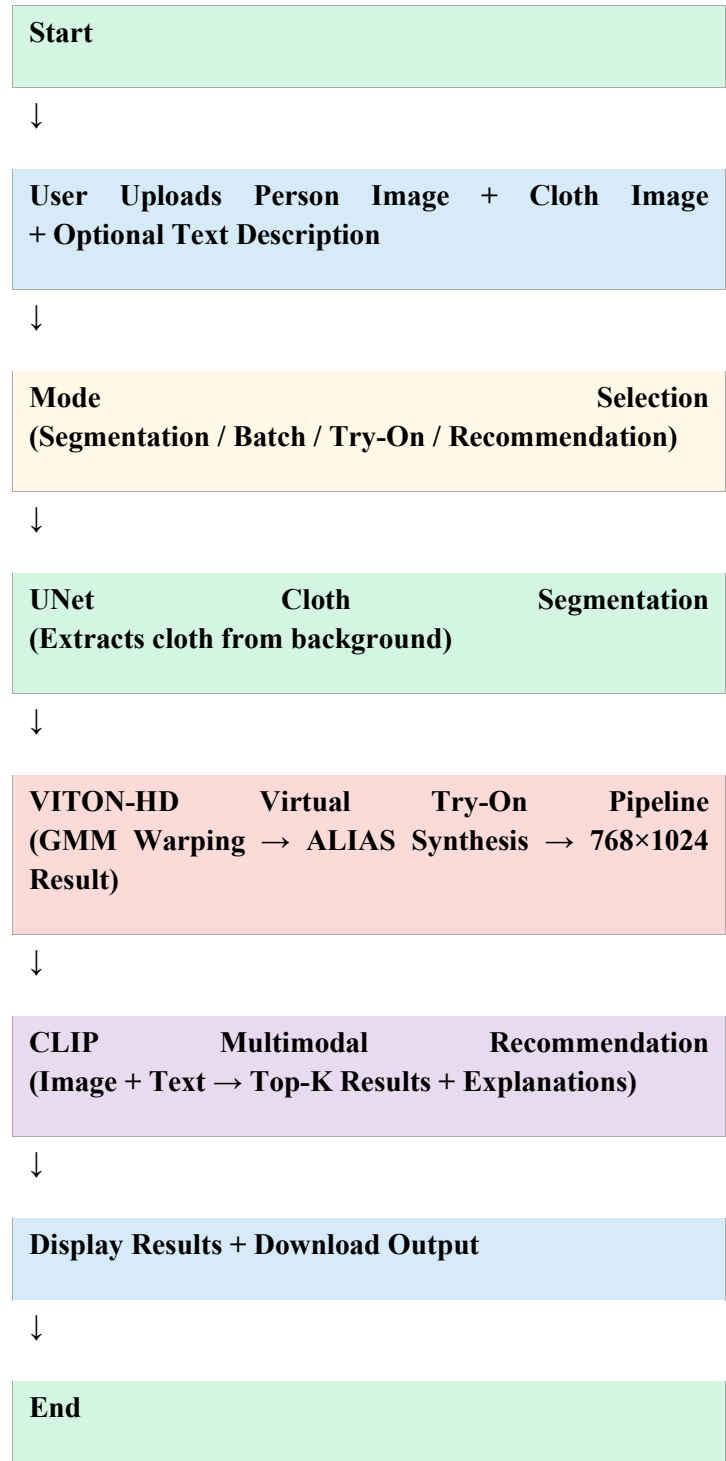 Start
↓
User Uploads Person Image + Cloth Image
+ Optional Text Description
↓
Mode Selection
(Segmentation / Batch / Try-On / Recommendation)
↓
UNet Cloth Segmentation
(Extracts cloth from background)
↓
VITON-HD Virtual Try-On Pipeline
(GMM Warping → ALIAS Synthesis → 768×1024
Result)
↓
CLIP Multimodal Recommendation
(Image + Text → Top-K Results + Explanations)
↓
Display Results + Download Output
↓
End